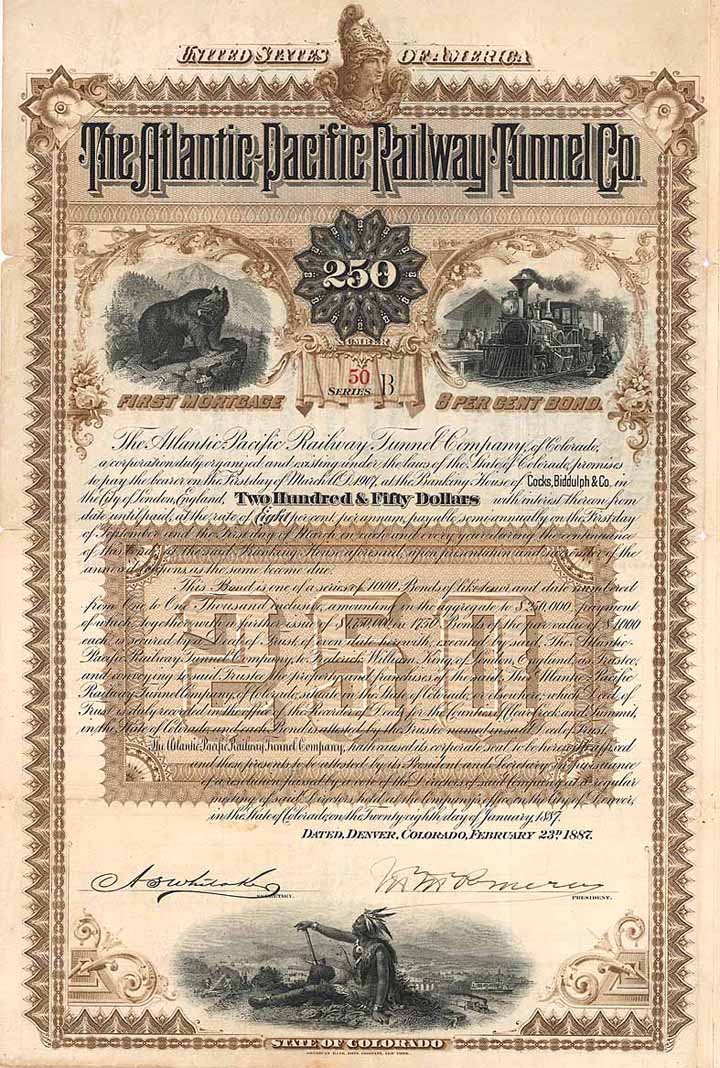 UNITED STATES OF AMERICA
The Atlantic-Pacific Railway Tunnel Co.
250
NUMBER
50
SERIES B
FIRST MORTGAGE 8 PER CENT BOND.
The Atlantic Pacific Railway Tunnel Company, of Colorado,
a corporation duly organized and existing under the laws of the State of Colorado, promises
to pay the bearer on the First day of March A.D. 1907, at the Banking House of Cocks, Biddulph & Co. in
the City of London, England, Two Hundred & Fifty Dollars with interest thereon from
date until paid, at the rate of Eight per cent. per annum, payable semi-annually on the First day
of September and the First day of March in each and every year during the continuance
of this Bond, at the said Banking House aforesaid, upon presentation and surrender of the
annexed Coupons as the same become due.
This Bond is one of a series of 1000 Bonds of like tenor and date numbered
from One to One Thousand inclusive, amounting in the aggregate to $250,000, payment
of which, together with a further issue of $1,750,000 in 1750 Bonds of the par value of $1000
each, is secured by a Deed of Trust, of even date herewith, executed by said The Atlantic-
Pacific Railway Tunnel Company, to Frederick William King of London, England, as Trustee,
and conveying to said Trustee the property and franchises of the said The Atlantic Pacific
Railway Tunnel Company, of Colorado, situate in the State of Colorado, & elsewhere; which Deed of
Trust is duly recorded in the office of the Recorder of Deeds for the Counties of Clear Creek and Summit,
in the State of Colorado, and each Bond is attested by the Trustee named in said Deed of Trust.
The Atlantic Pacific Railway Tunnel Company, hath caused its corporate seal to be hereto affixed
and these presents to be attested by its President and Secretary in pursuance
of a resolution passed by a vote of the Directors of said Company at a regular
meeting of said Directors held at the Company's office in the City of Denver,
in the State of Colorado, on the Twenty eighth day of January, 1887.
DATED, DENVER, COLORADO, FEBRUARY 23D 1887.
SECRETARY. PRESIDENT.
STATE OF COLORADO
AMERICAN BANK NOTE COMPANY, NEW YORK.